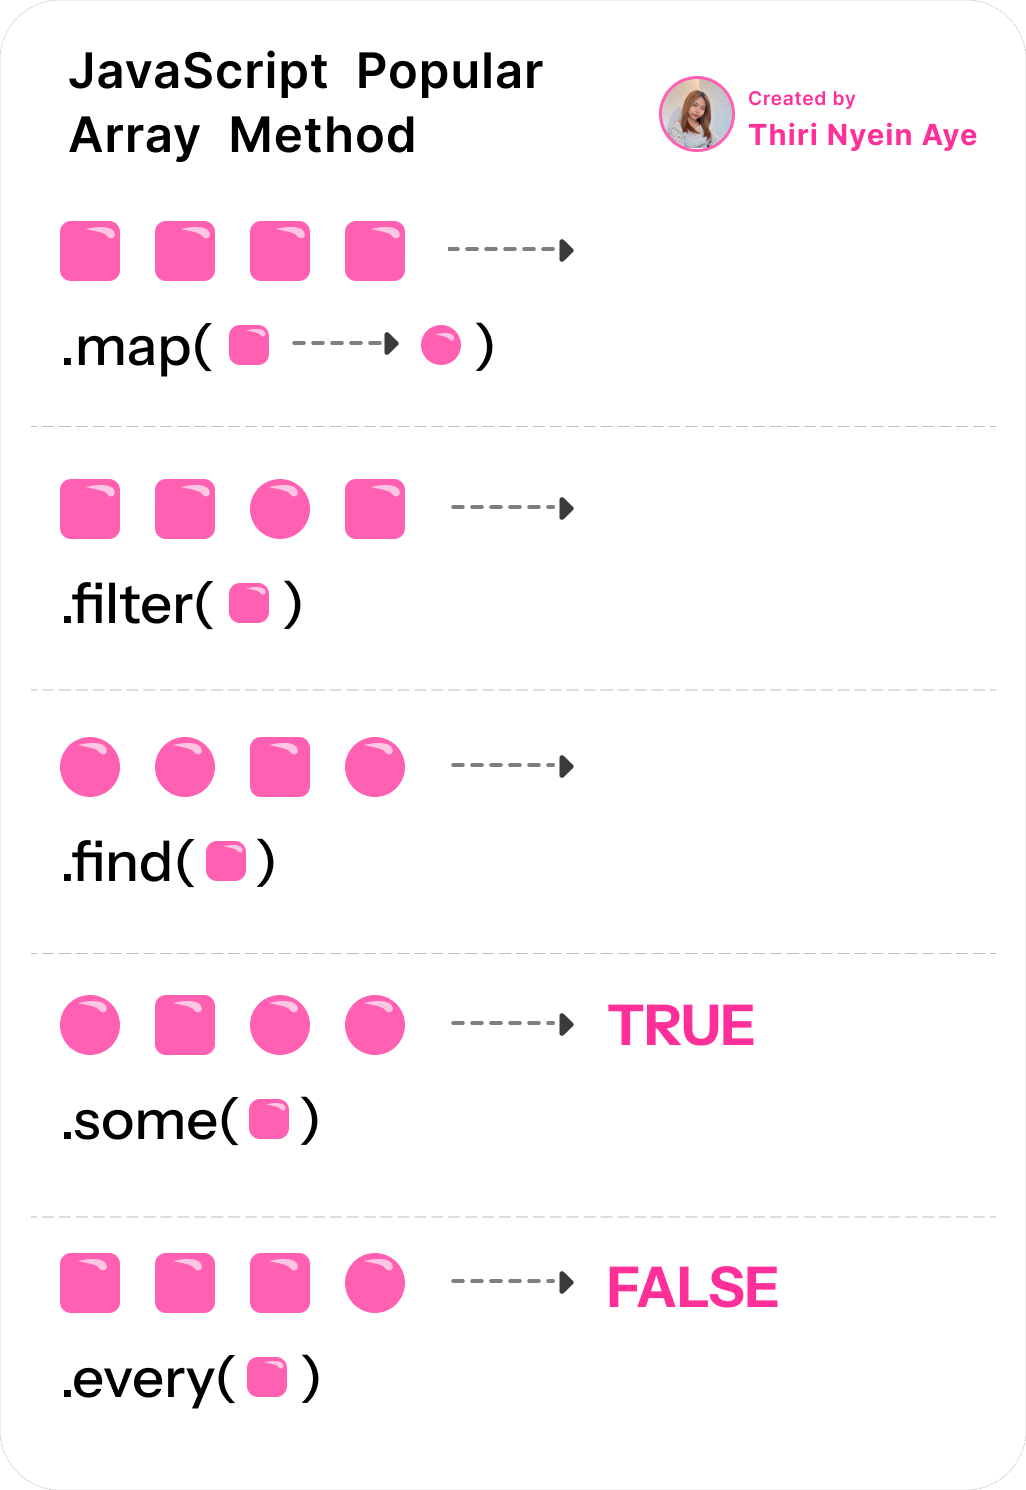 JavaScript Popular
Array Method
Created by
Thiri Nyein Aye
.map( )
.filter( )
.find( )
TRUE
.some( )
FALSE
.every( )